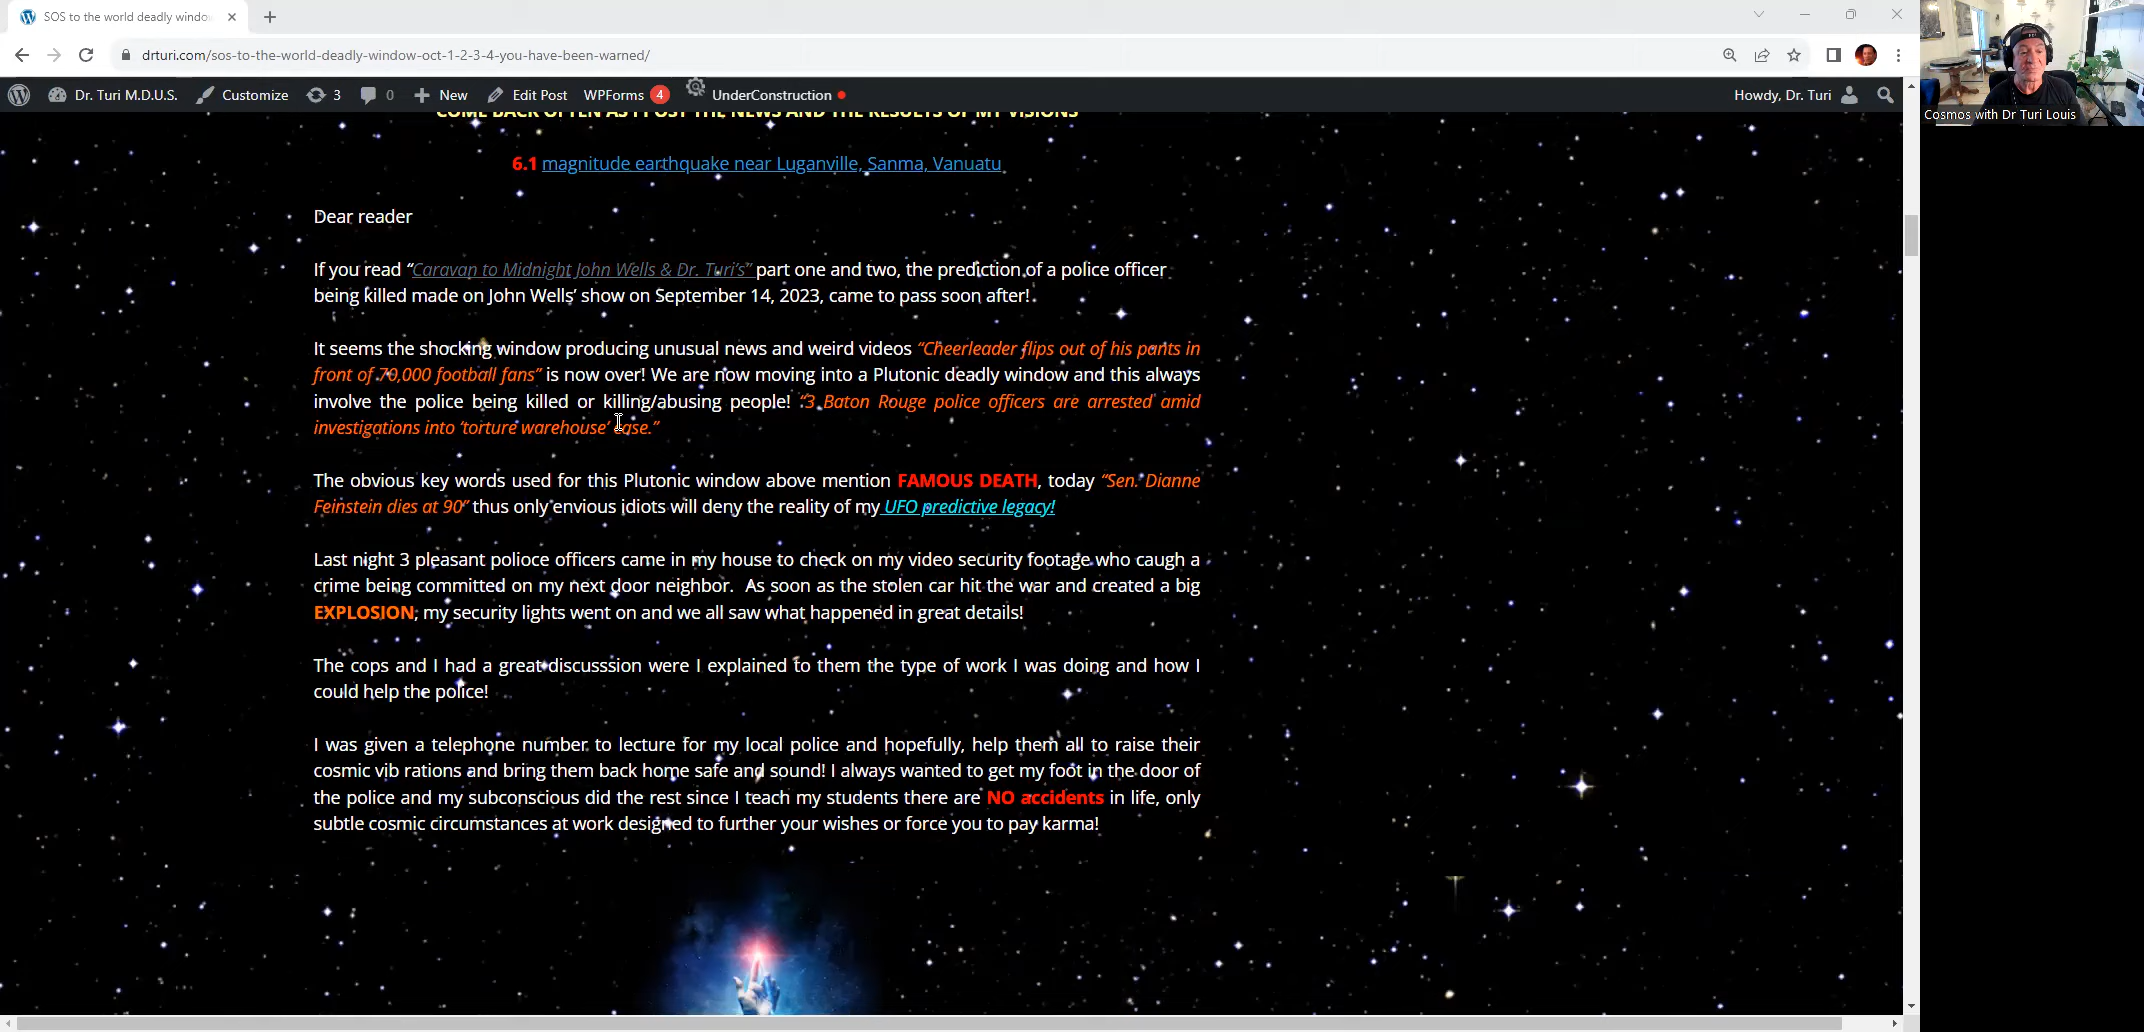 SOS to the world deadly windo
drturi.com/sos-to-the-world-deadly-window-oct-1-2-3-4-you-have-been-warned/
Dr. Turi M.D.U.S. Customize 3 0 New Edit Post WPForms 4 UnderConstruction Howdy, Dr. Turi
Cosmos with Dr Turi Louis
COME BACK OFTEN AS I POST THE NEWS AND THE RESULTS OF MY VISIONS
6.1 magnitude earthquake near Luganville, Sanma, Vanuatu
Dear reader
If you read “Caravan to Midnight John Wells & Dr. Turi’s” part one and two, the prediction of a police officer
being killed made on John Wells’ show on September 14, 2023, came to pass soon after!
It seems the shocking window producing unusual news and weird videos “Cheerleader flips out of his pants in
front of 70,000 football fans” is now over! We are now moving into a Plutonic deadly window and this always
involve the police being killed or killing/abusing people! “3 Baton Rouge police officers are arrested amid
investigations into ‘torture warehouse’ case.”
The obvious key words used for this Plutonic window above mention FAMOUS DEATH, today “Sen. Dianne
Feinstein dies at 90” thus only envious idiots will deny the reality of my UFO predictive legacy!
Last night 3 pleasant polioce officers came in my house to check on my video security footage who caugh a
crime being committed on my next door neighbor. As soon as the stolen car hit the war and created a big
EXPLOSION; my security lights went on and we all saw what happened in great details!
The cops and I had a great discusssion were I explained to them the type of work I was doing and how I
could help the police!
I was given a telephone number to lecture for my local police and hopefully, help them all to raise their
cosmic vib rations and bring them back home safe and sound! I always wanted to get my foot in the door of
the police and my subconscious did the rest since I teach my students there are NO accidents in life, only
subtle cosmic circumstances at work designed to further your wishes or force you to pay karma!